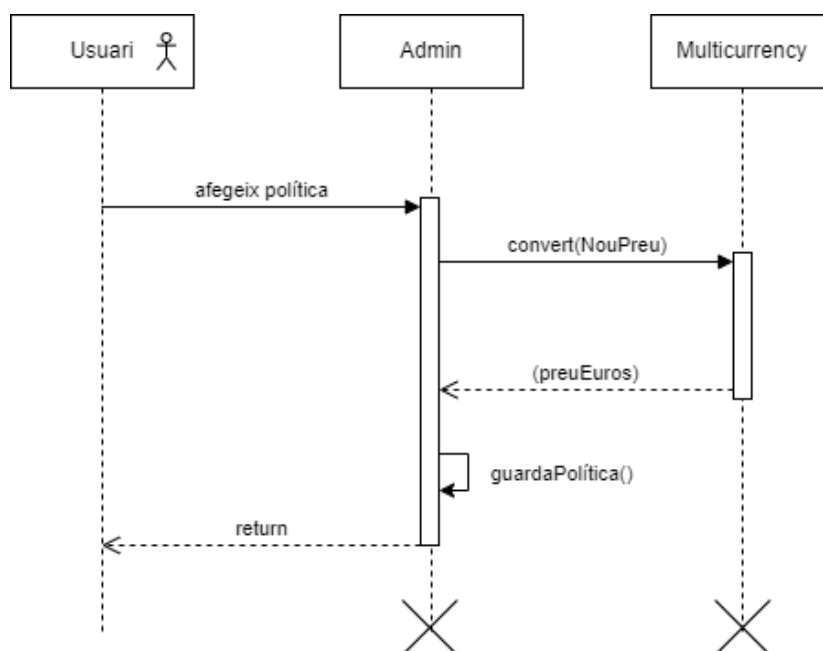 Usuari
Admin
Multicurrency
afegeix política
convert(NouPreu)
(preuEuros)
guardaPolítica()
return